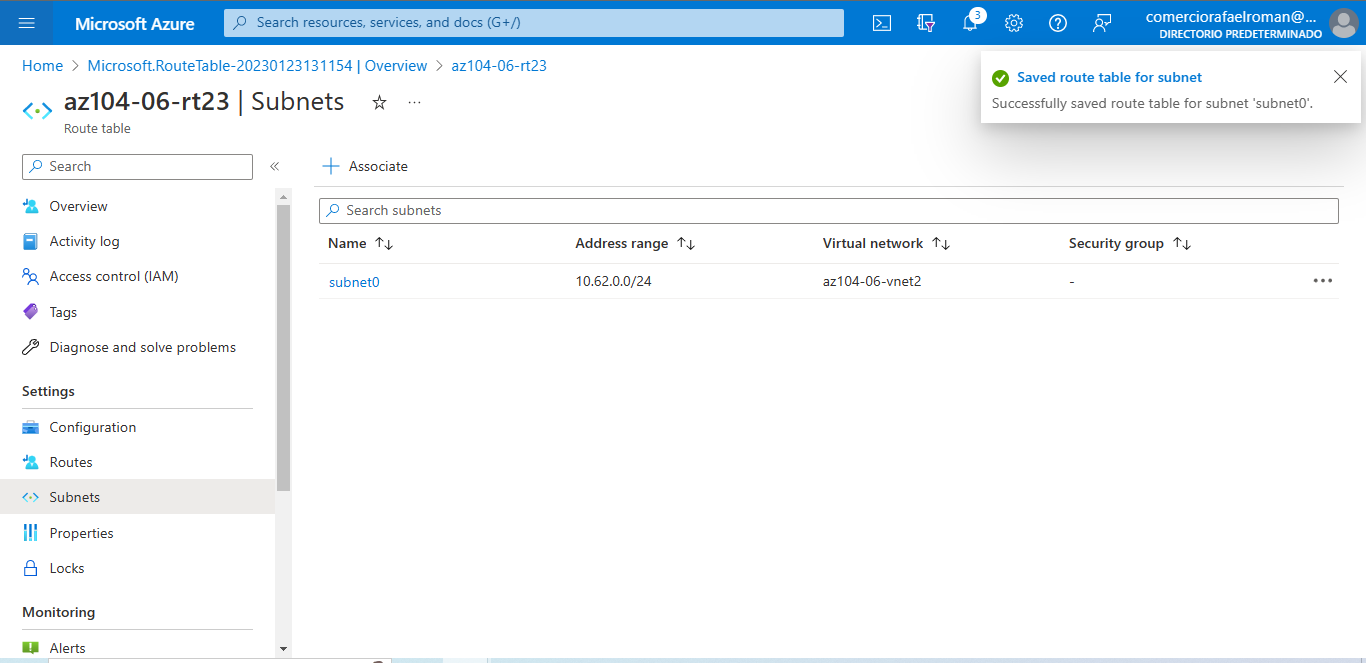 Microsoft Azure
Search resources, services, and docs (G+/)
3
comerciorafaelroman@...
DIRECTORIO PREDETERMINADO
Home > Microsoft.RouteTable-20230123131154 | Overview > az104-06-rt23
az104-06-rt23 | Subnets
Route table
Saved route table for subnet
Successfully saved route table for subnet 'subnet0'.
Search
Overview
Activity log
Access control (IAM)
Tags
Diagnose and solve problems
Settings
Configuration
Routes
Subnets
Properties
Locks
Monitoring
Alerts
Associate
Search subnets
Name Address range Virtual network Security group
subnet0 10.62.0.0/24 az104-06-vnet2 -